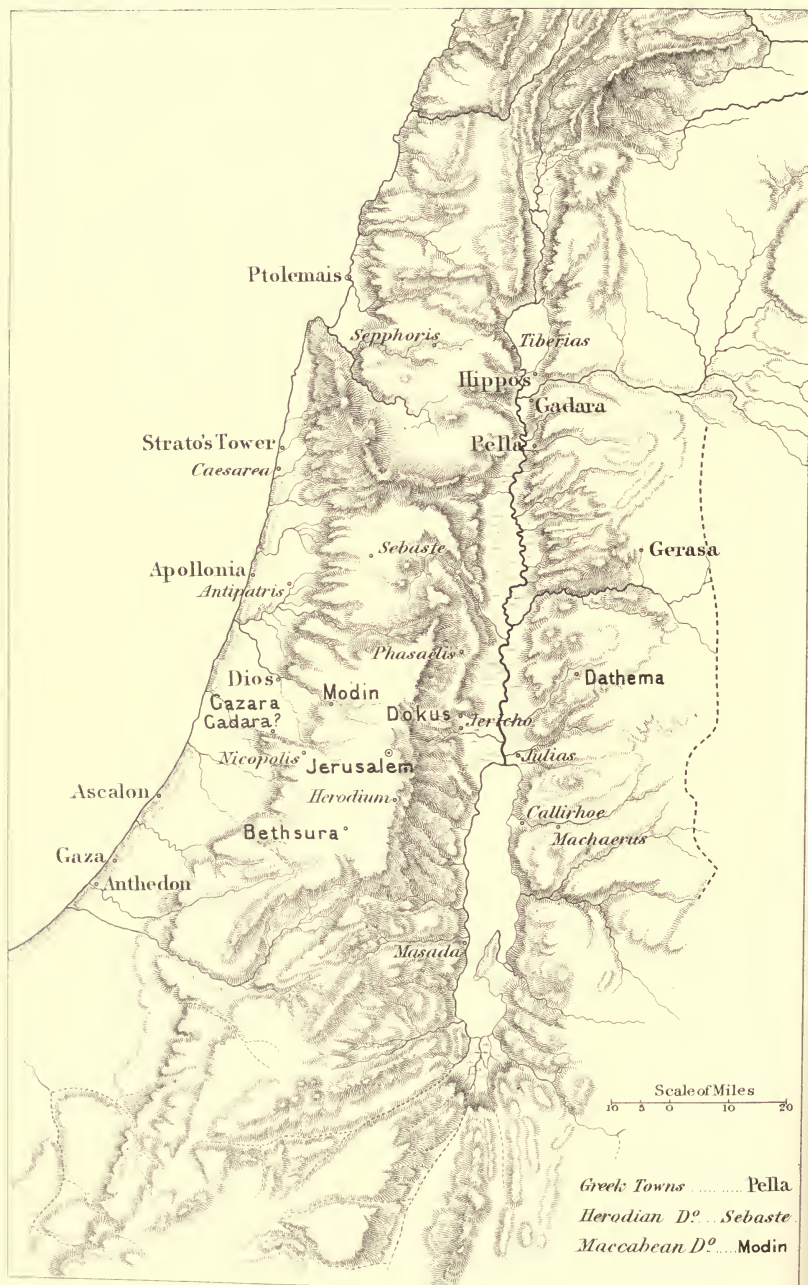 Ptolemais
Sepphoris
Tiberias
Hippos
Gadara
Strato's Tower
Pella
Caesarea
Sebaste
Gerasa
Apollonia
Antipatris
Phasaelis
Dios
Dathema
Modin
Gazara
Gadara?
Dokus
Jericho
Nicopolis
Jerusalem
Julias
Ascalon
Herodium
Callirhoe
Bethsura
Machaerus
Gaza
Anthedon
Masada
Scale of Miles
10 5 0 10 20
Greek Towns ........ Pella
Herodian Dº... Sebaste
Maccabean Dº.... Modin